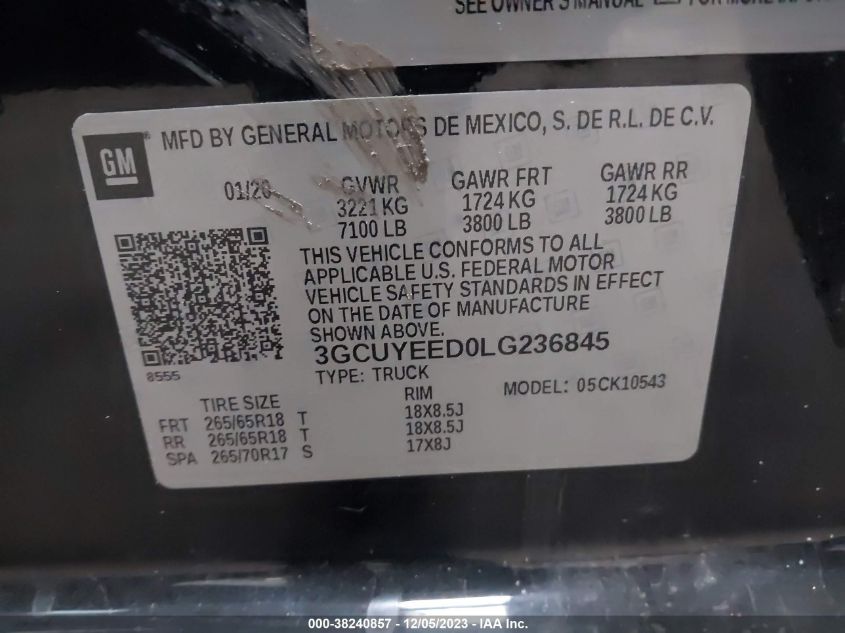 SEE OWNER'S MANUAL FOR MORE
GM
MFD BY GENERAL MOTORS DE MEXICO, S. DE R.L. DE C.V.
01/20 GVWR GAWR FRT GAWR RR
3221 KG 1724 KG 1724 KG
7100 LB 3800 LB 3800 LB
THIS VEHICLE CONFORMS TO ALL
APPLICABLE U.S. FEDERAL MOTOR
VEHICLE SAFETY STANDARDS IN EFFECT
ON THE DATE OF MANUFACTURE
SHOWN ABOVE.
3GCUYEED0LG236845
8555
TYPE: TRUCK MODEL: 05CK10543
TIRE SIZE RIM
FRT 265/65R18 T 18X8.5J
RR 265/65R18 T 18X8.5J
SPA 265/70R17 S 17X8J
000-38240857 - 12/05/2023 - IAA Inc.